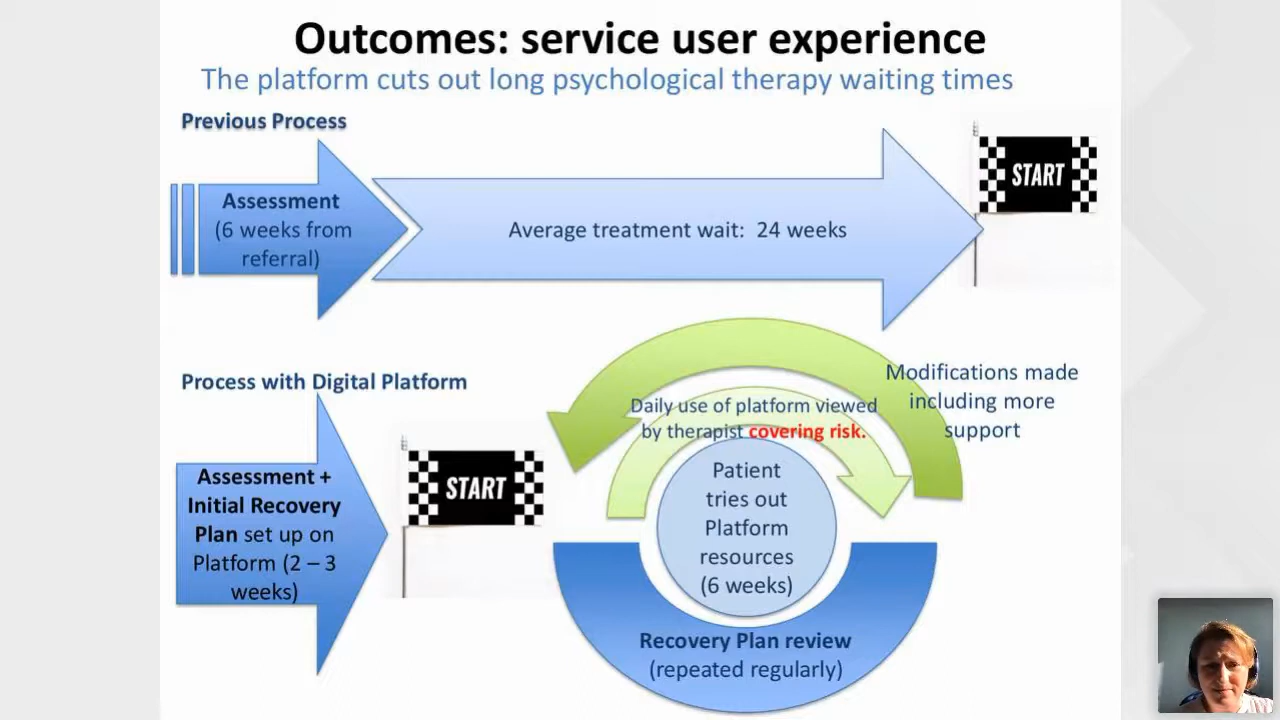 Outcomes: service user experience
The platform cuts out long psychological therapy waiting times
Previous Process
Assessment
(6 weeks from
referral)
Average treatment wait:  24 weeks
START
Process with Digital Platform
Assessment +
Initial Recovery
Plan set up on
Platform (2 – 3
weeks)
START
Daily use of platform viewed
by therapist covering risk.
Modifications made
including more
support
Patient
tries out
Platform
resources
(6 weeks)
Recovery Plan review
(repeated regularly)